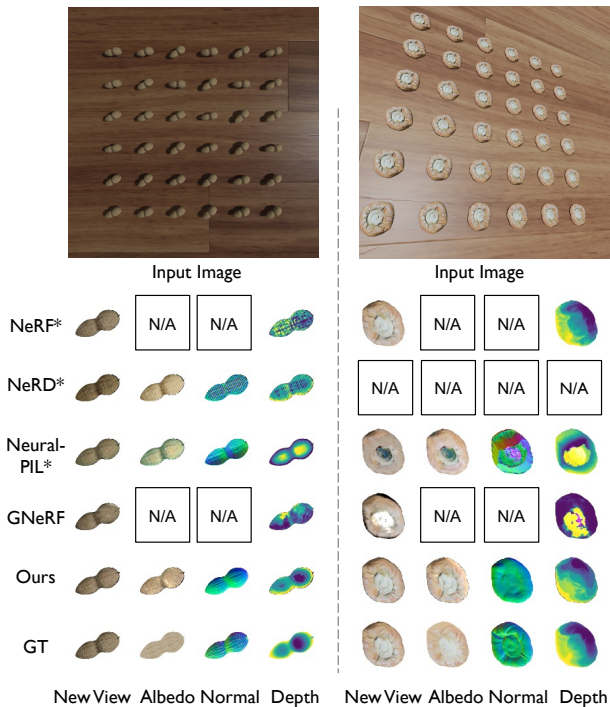 Input Image Input Image
NeRF* N/A N/A N/A N/A
NeRD* N/A N/A N/A N/A
Neural-
PIL*
GNeRF N/A N/A N/A N/A
Ours
GT
New View Albedo Normal Depth New View Albedo Normal Depth